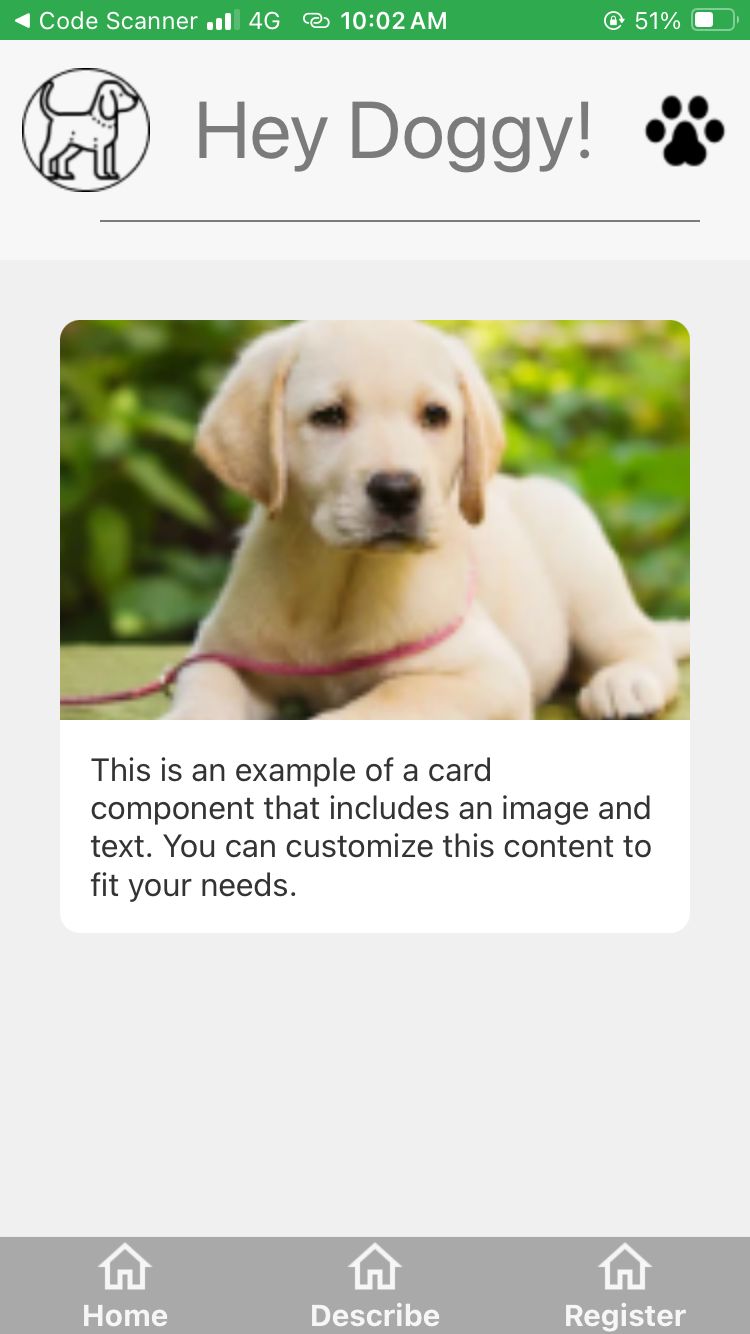 Code Scanner 4G 10:02 AM 51%
Hey Doggy!
This is an example of a card
component that includes an image and
text. You can customize this content to
fit your needs.
Home Describe Register